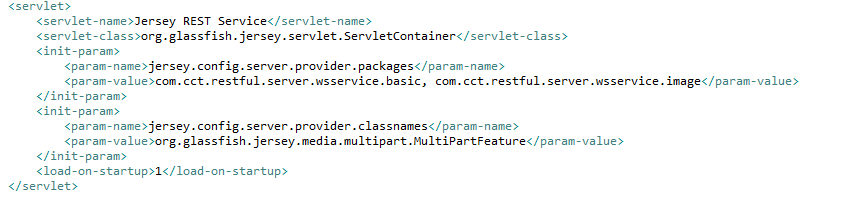 <servlet>
<servlet-name>Jersey REST Service</servlet-name>
<servlet-class>org.glassfish.jersey.servlet.ServletContainer</servlet-class>
<init-param>
<param-name>jersey.config.server.provider.packages</param-name>
<param-value>com.cct.restful.server.wsservice.basic, com.cct.restful.server.wsservice.image</param-value>
</init-param>
<init-param>
<param-name>jersey.config.server.provider.classnames</param-name>
<param-value>org.glassfish.jersey.media.multipart.MultiPartFeature</param-value>
</init-param>
<load-on-startup>1</load-on-startup>
</servlet>